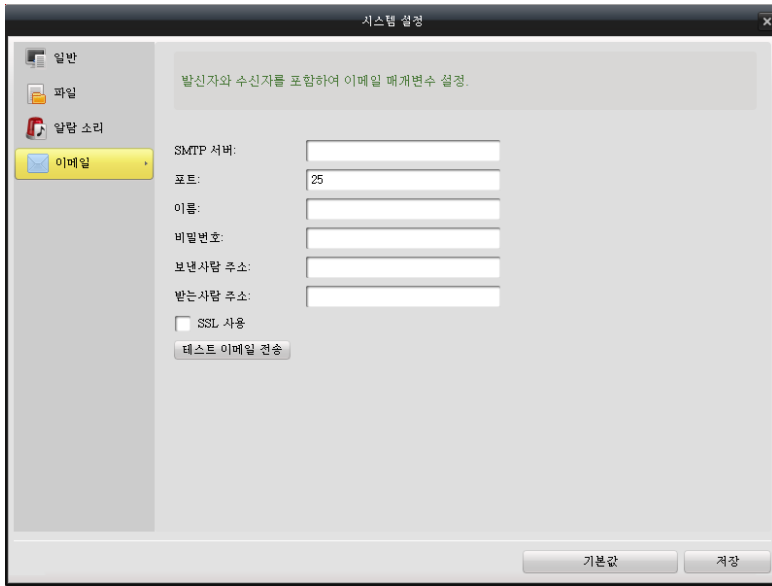 시스템 설정
일반
파일
알람 소리
이메일
발신자와 수신자를 포함하여 이메일 매개변수 설정.
SMTP 서버:
포트: 25
이름:
비밀번호:
보낸사람 주소:
받는사람 주소:
SSL 사용
테스트 이메일 전송
기본값 저장